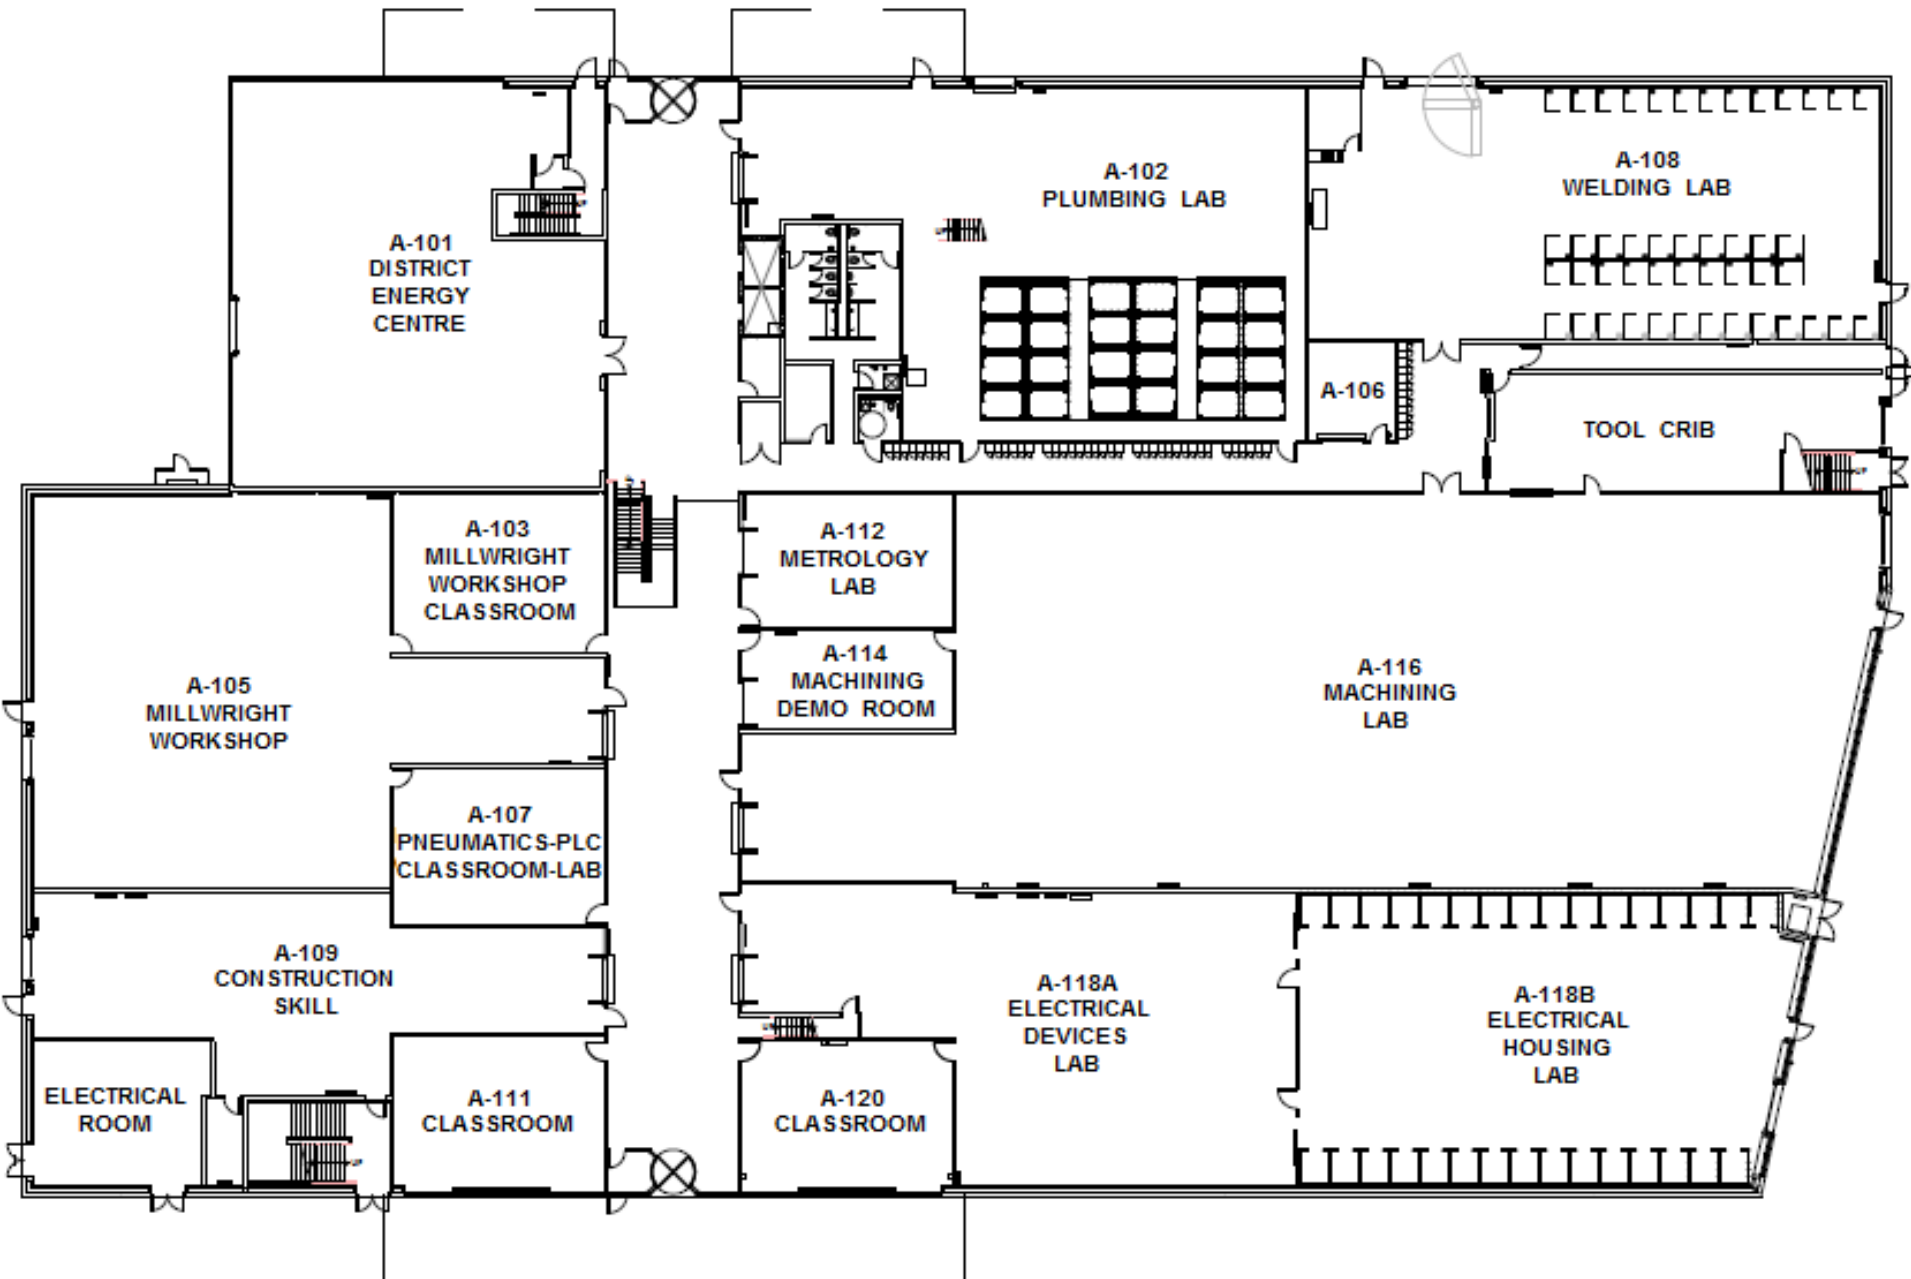 A-101
DISTRICT
ENERGY
CENTRE
A-102
PLUMBING LAB
A-108
WELDING LAB
A-106
TOOL CRIB
A-103
MILLWRIGHT
WORKSHOP
CLASSROOM
A-112
METROLOGY
LAB
A-105
MILLWRIGHT
WORKSHOP
A-114
MACHINING
DEMO ROOM
A-116
MACHINING
LAB
A-107
PNEUMATICS-PLC
CLASSROOM-LAB
A-109
CONSTRUCTION
SKILL
A-118A
ELECTRICAL
DEVICES
LAB
A-118B
ELECTRICAL
HOUSING
LAB
ELECTRICAL
ROOM
A-111
CLASSROOM
A-120
CLASSROOM